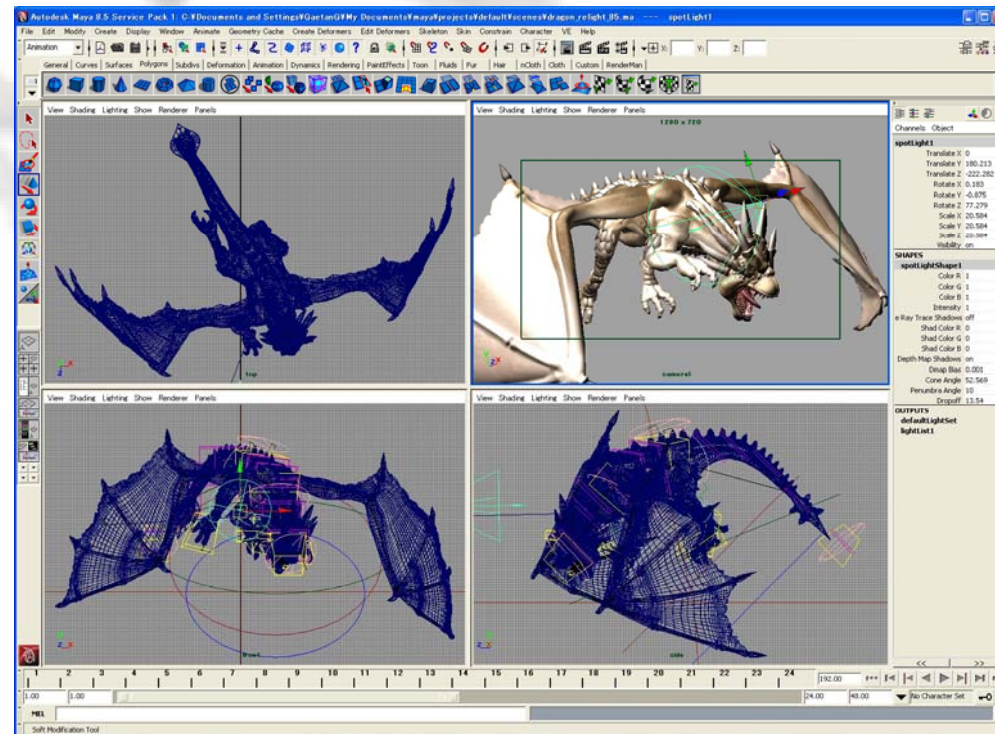 Autodesk Maya 8.5 Service Pack 1: C:¥Documents and Settings¥GaetanG¥My Documents¥maya¥projects¥default¥scenes¥dragon_relight_85.ma --- spotLight1
File Edit Modify Create Display Window Animate Geometry Cache Create Deformers Edit Deformers Skeleton Skin Constrain Character VE Help
Animation X: Y: Z:
General Curves Surfaces Polygons Subdivs Deformation Animation Dynamics Rendering PaintEffects Toon Fluids Fur Hair nCloth Cloth Custom RenderMan
View Shading Lighting Show Renderer Panels
top
View Shading Lighting Show Renderer Panels
1280 x 720
camera1
View Shading Lighting Show Renderer Panels
front
View Shading Lighting Show Renderer Panels
side
Channels Object
spotLight1
Translate X 0
Translate Y 180.213
Translate Z -222.282
Rotate X 0.183
Rotate Y -0.875
Rotate Z 77.279
Scale X 20.584
Scale Y 20.584
Scale Z 20.584
Visibility on
SHAPES
spotLightShape1
Color R 1
Color G 1
Color B 1
Intensity 1
e Ray Trace Shadows off
Shad Color R 0
Shad Color G 0
Shad Color B 0
Depth Map Shadows on
Dmap Bias 0.001
Cone Angle 52.569
Penumbra Angle 10
Dropoff 13.54
OUTPUTS
defaultLightSet
lightList1
<< >>
1 2 3 4 5 6 7 8 9 10 11 12 13 14 15 16 17 18 19 20 21 22 23 24 192.00
1.00 1.00 24.00 48.00 No Character Set
MEL
Soft Modification Tool